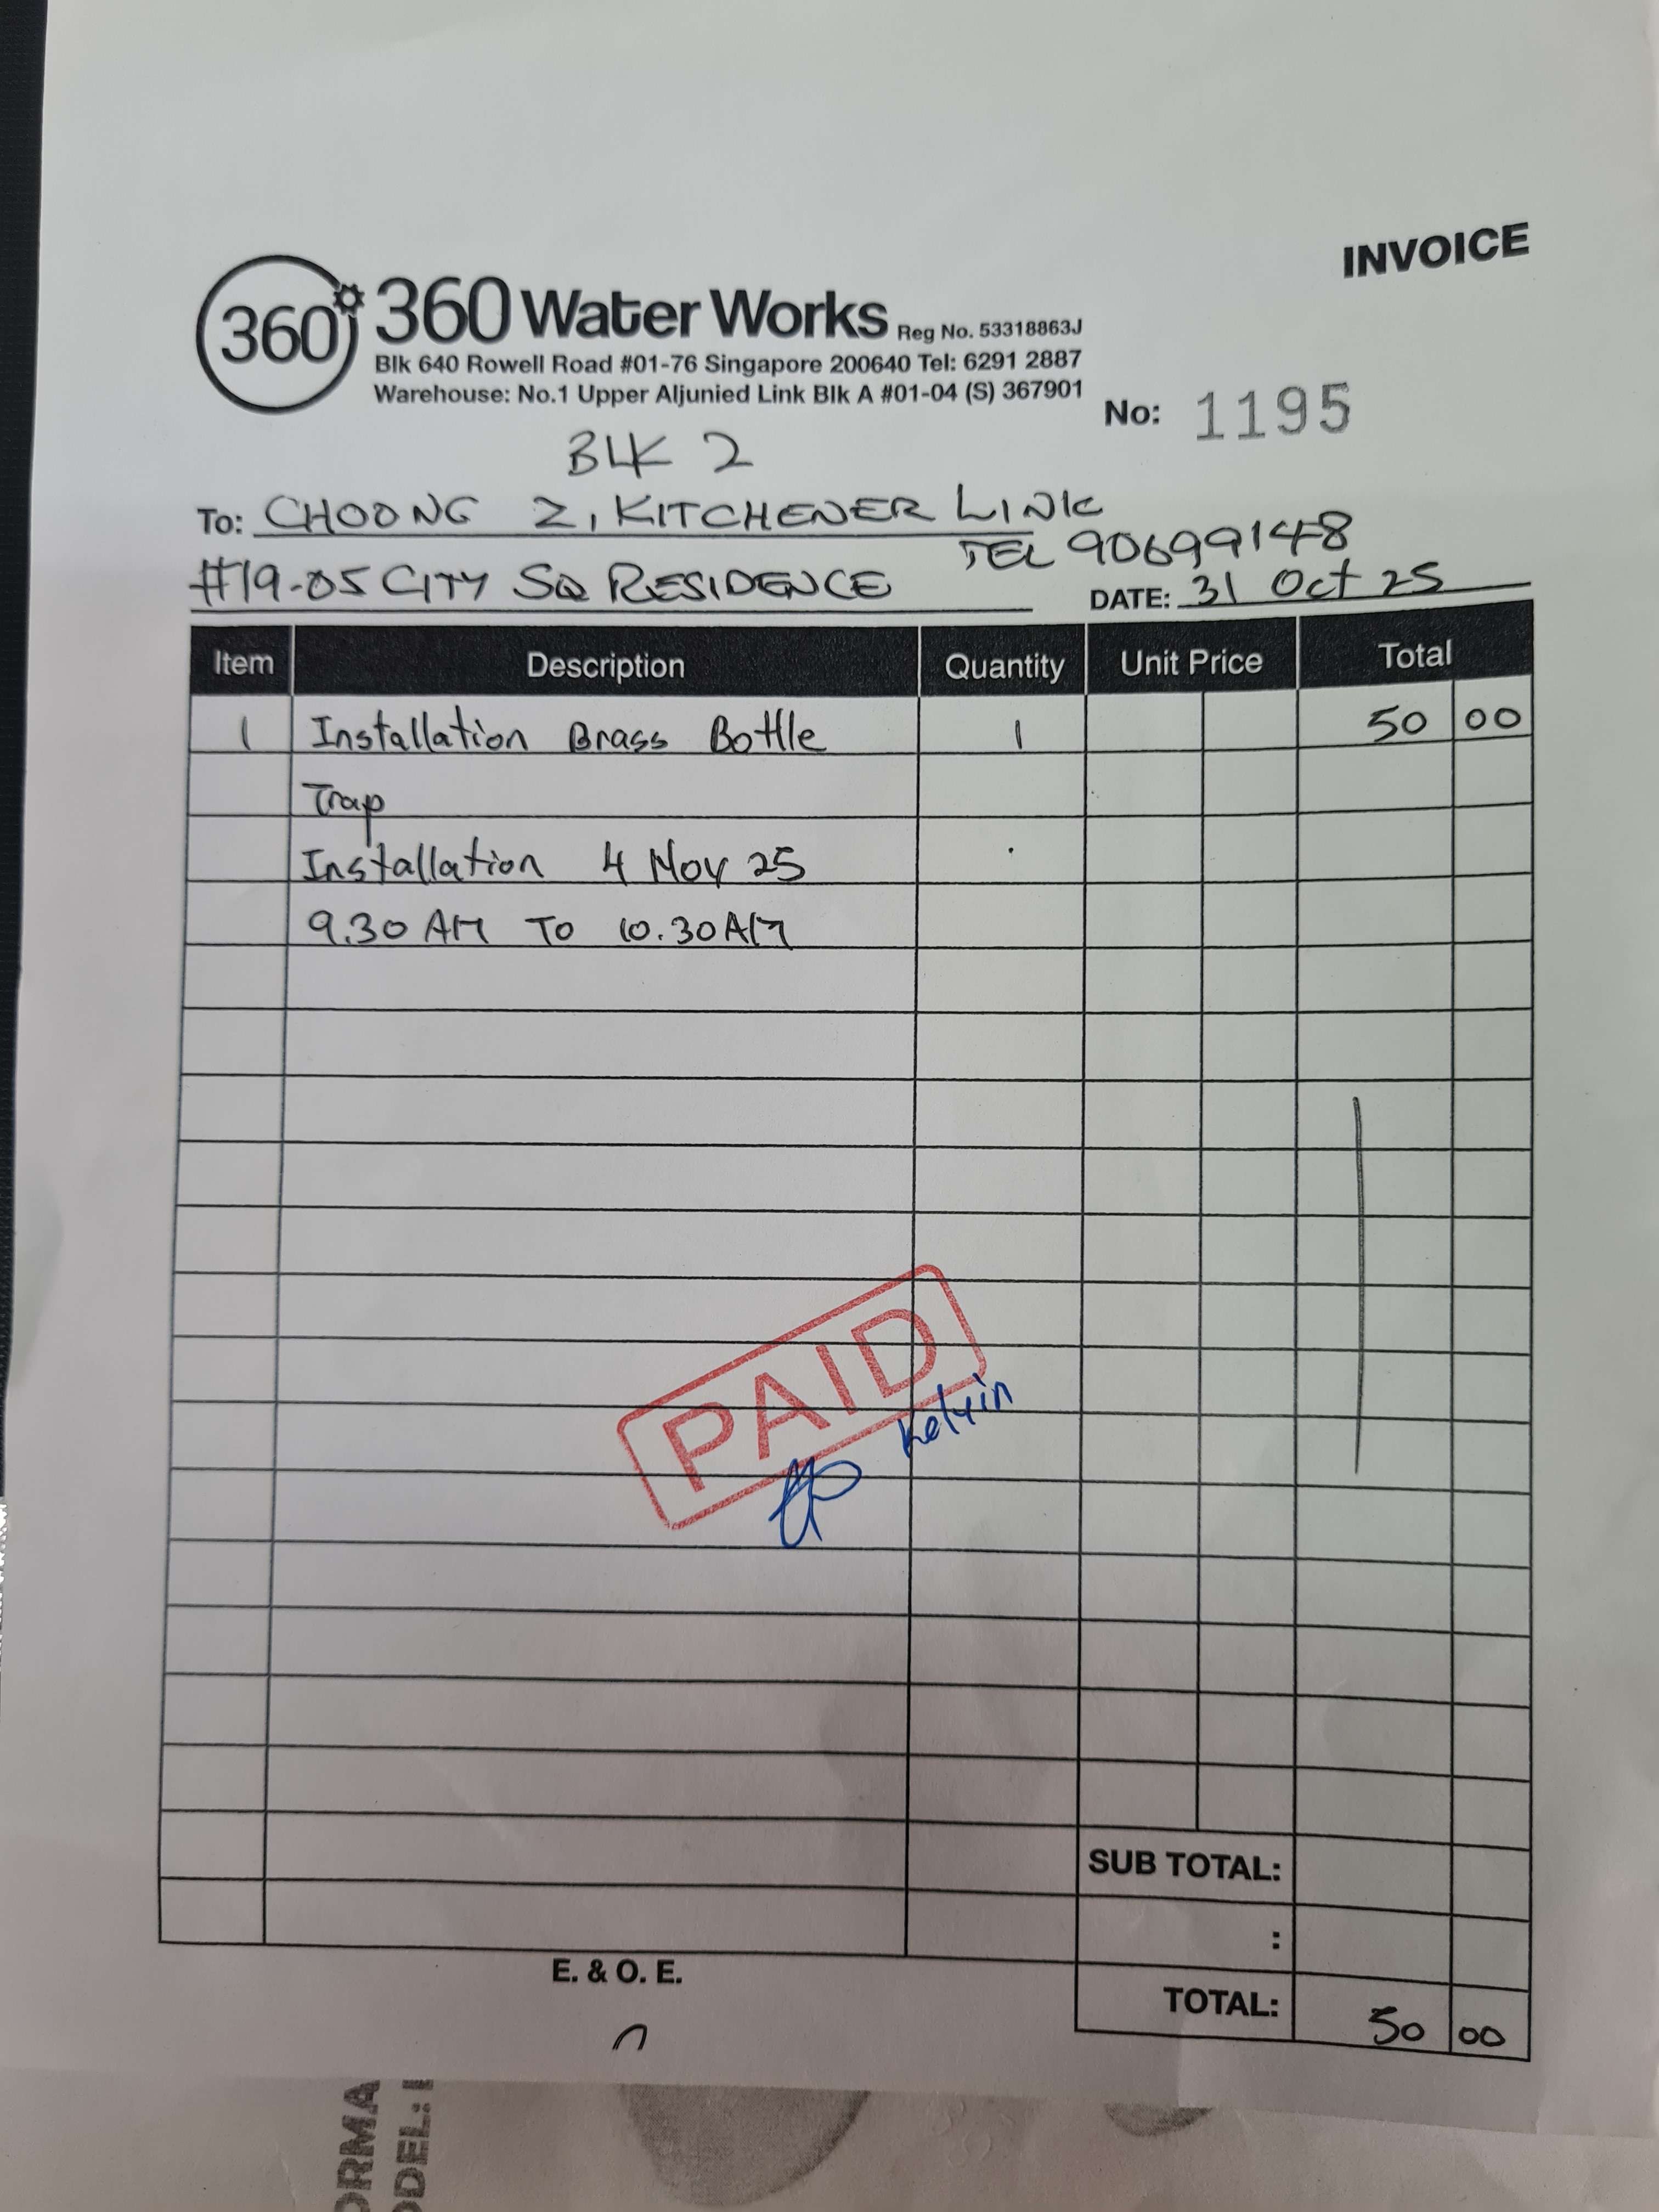 INVOICE
360 360 Water Works Reg No. 53318863J
Blk 640 Rowell Road #01-76 Singapore 200640 Tel: 6291 2887
Warehouse: No.1 Upper Aljunied Link Blk A #01-04 (S) 367901
No: 1195
BLK 2
To: CHOONG 2, KITCHENER LINK
TEL 90699148
#19-05 CITY SQ RESIDENCE
DATE: 31 Oct 25
Item Description Quantity Unit Price Total
1 Installation Brass Bottle 1 50 00
Trap
Installation 4 Nov 25
9.30 AM TO 10.30 AM
PAID
Kelvin
SUB TOTAL:
:
E. & O. E.
TOTAL: 50 00
ORMA
ODEL: